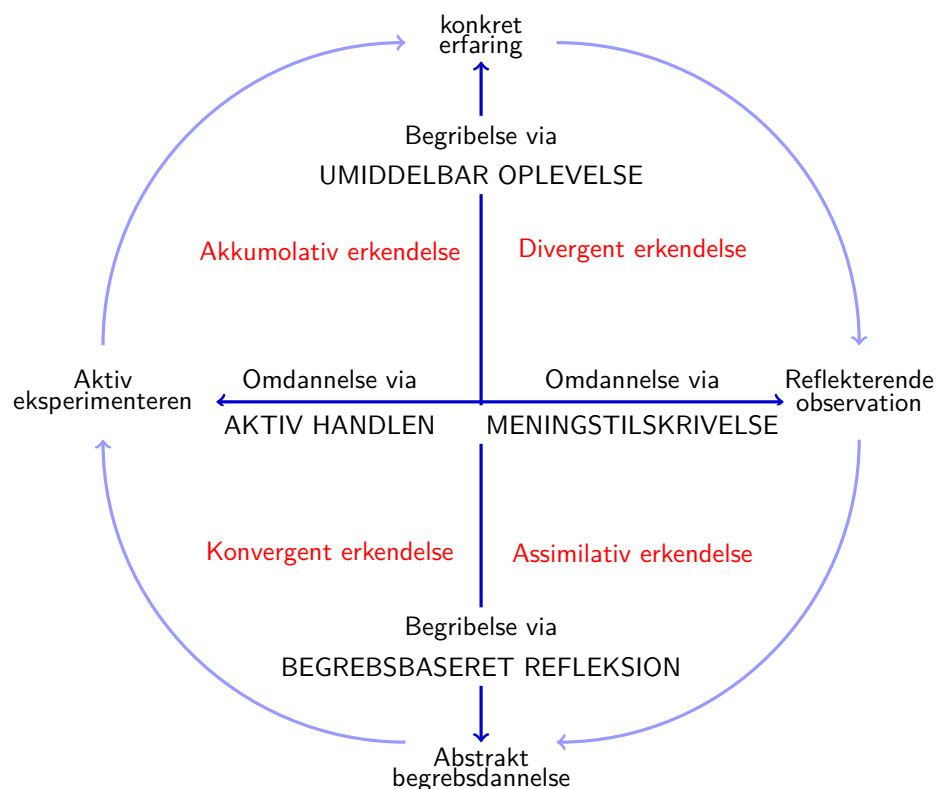 konkret
erfaring
Begribelse via
UMIDDELBAR OPLEVELSE
Akkumolativ erkendelse
Divergent erkendelse
Aktiv
eksperimenteren
Omdannelse via
AKTIV HANDLEN
Omdannelse via
MENINGSTILSKRIVELSE
Reflekterende
observation
Konvergent erkendelse
Assimilativ erkendelse
Begribelse via
BEGREBSBASERET REFLEKSION
Abstrakt
begrebsdannelse